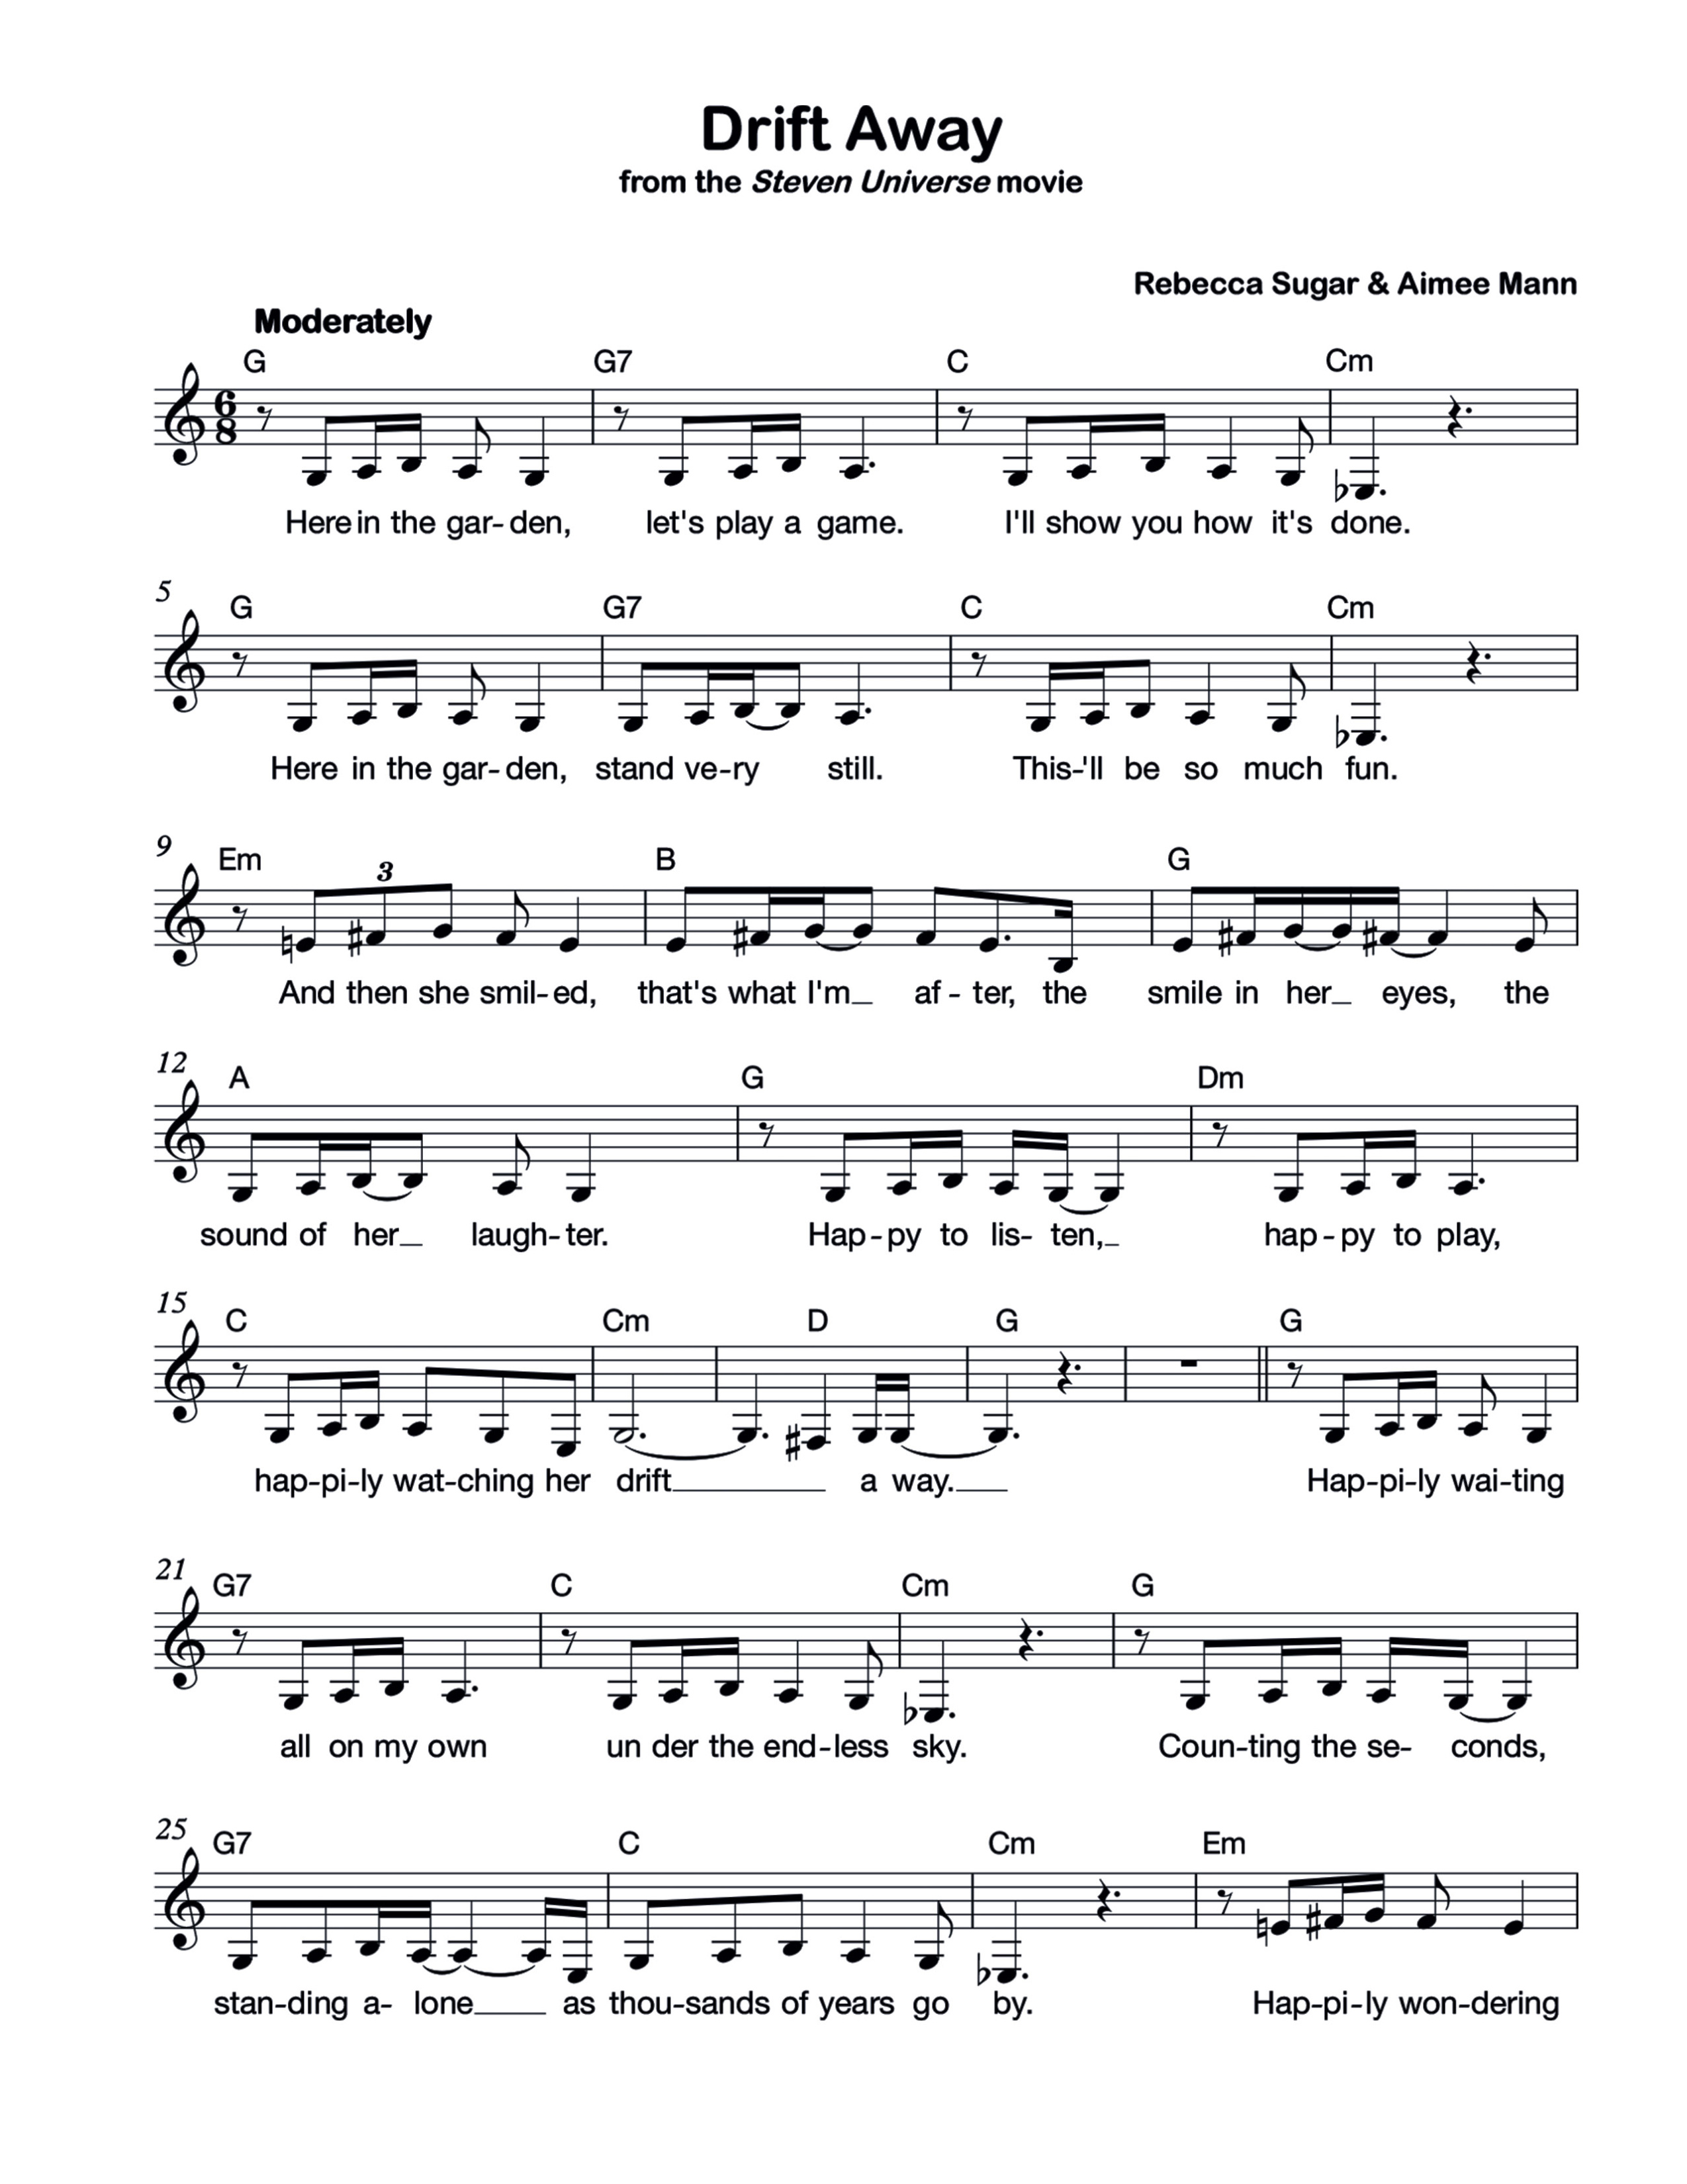 Drift Away
from the Steven Universe movie
Rebecca Sugar & Aimee Mann
Moderately
G G7 C Cm
6
8
Here in the gar-den, let's play a game. I'll show you how it's done.
5
G G7 C Cm
Here in the gar-den, stand ve-ry still. This-'ll be so much fun.
9
Em B G
3
And then she smil-ed, that's what I'm_ af-ter, the smile in her_ eyes, the
12
A G Dm
sound of her_ laugh-ter. Hap-py to lis-ten,_ hap-py to play,
15
C Cm D G G
hap-pi-ly wat-ching her drift____ a way.__ Hap-pi-ly wai-ting
21
G7 C Cm G
all on my own un der the end-less sky. Coun-ting the se-conds,
25
G7 C Cm Em
stan-ding a-lone___ as thou-sands of years go by. Hap-pi-ly won-dering